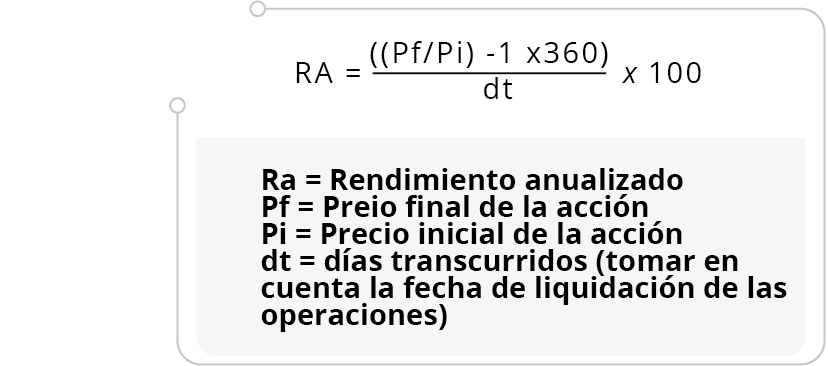 RA = ((Pf/Pi) -1 x360) / dt x 100
Ra = Rendimiento anualizado
Pf = Preio final de la acción
Pi = Precio inicial de la acción
dt = días transcurridos (tomar en
cuenta la fecha de liquidación de las
operaciones)